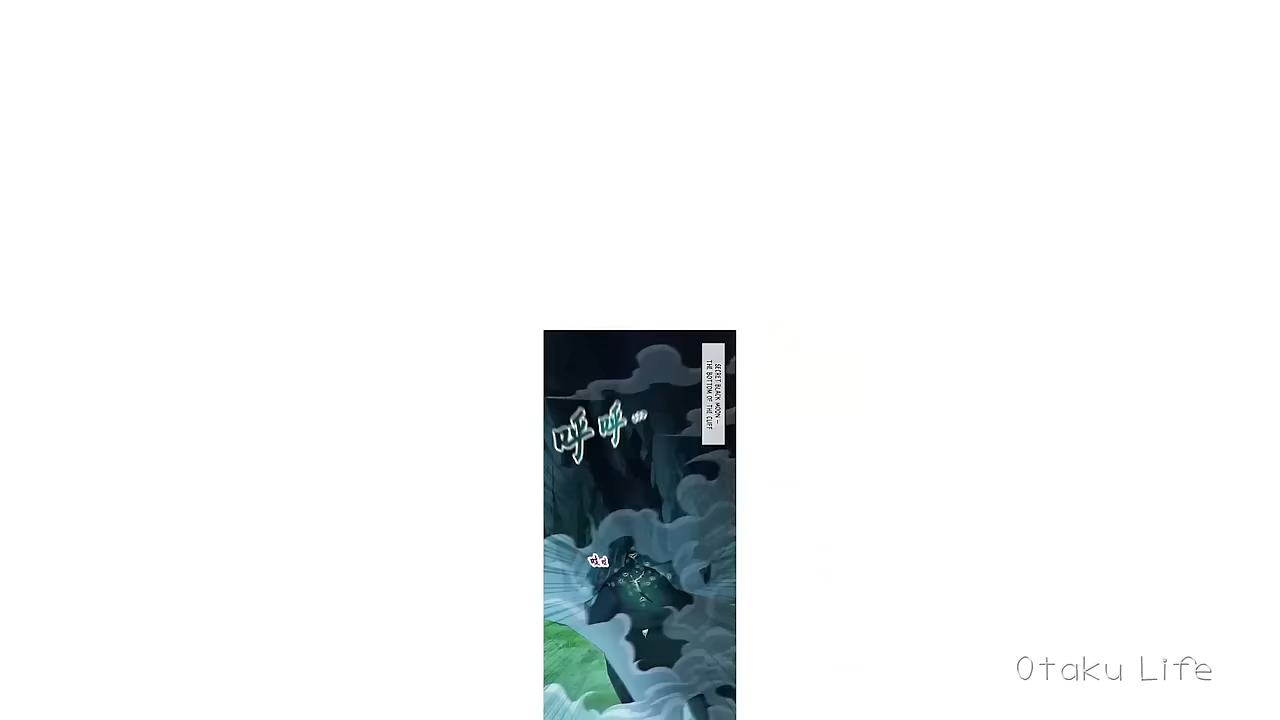 SECRET BLACK MOON —
THE BOTTOM OF THE CLIFF
呼呼…
Otaku Life